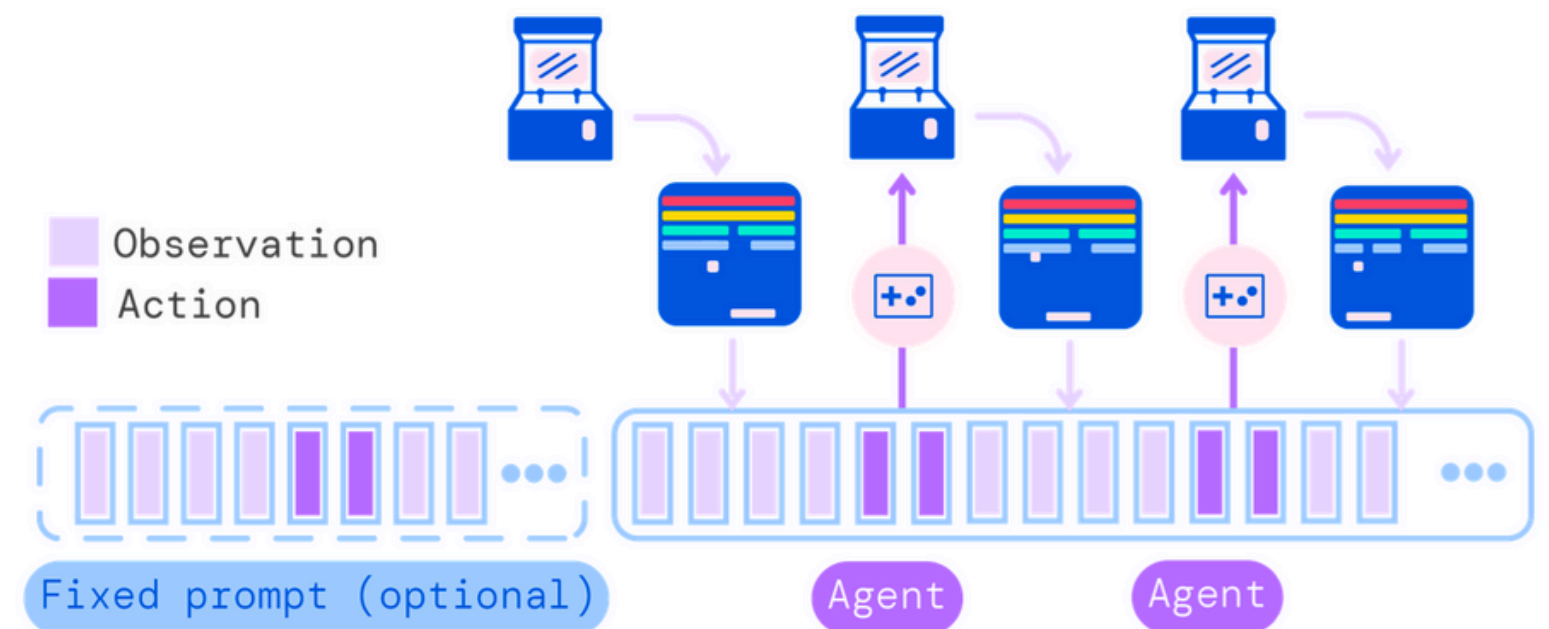 Observation
Action
Fixed prompt (optional)
Agent
Agent